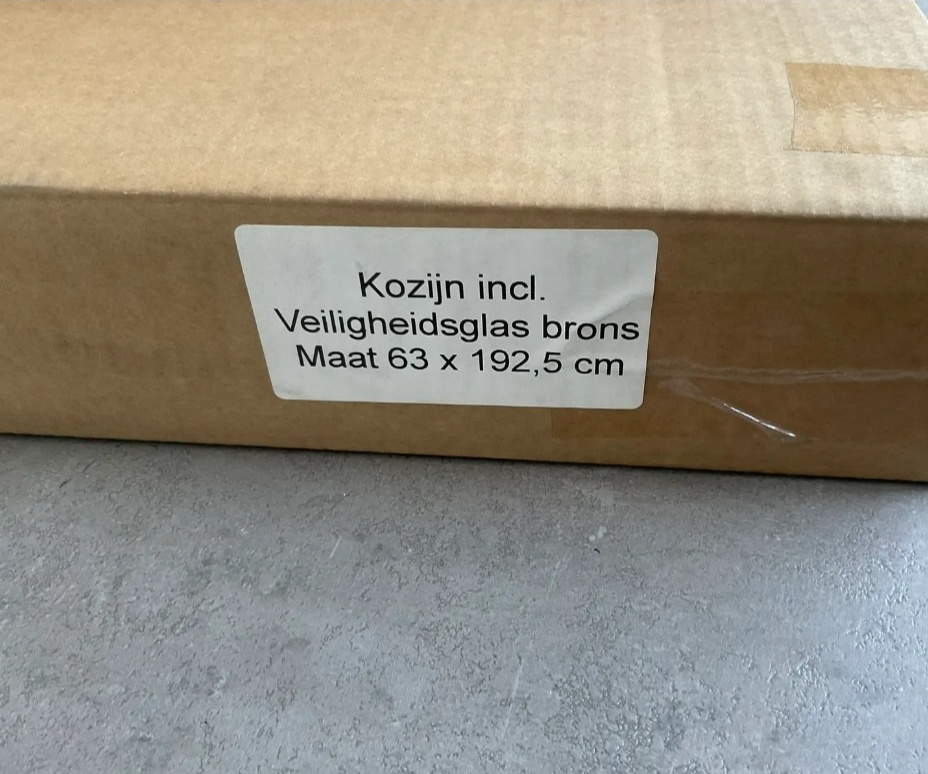 Kozijn incl.
Veiligheidsglas brons
Maat 63 x 192,5 cm